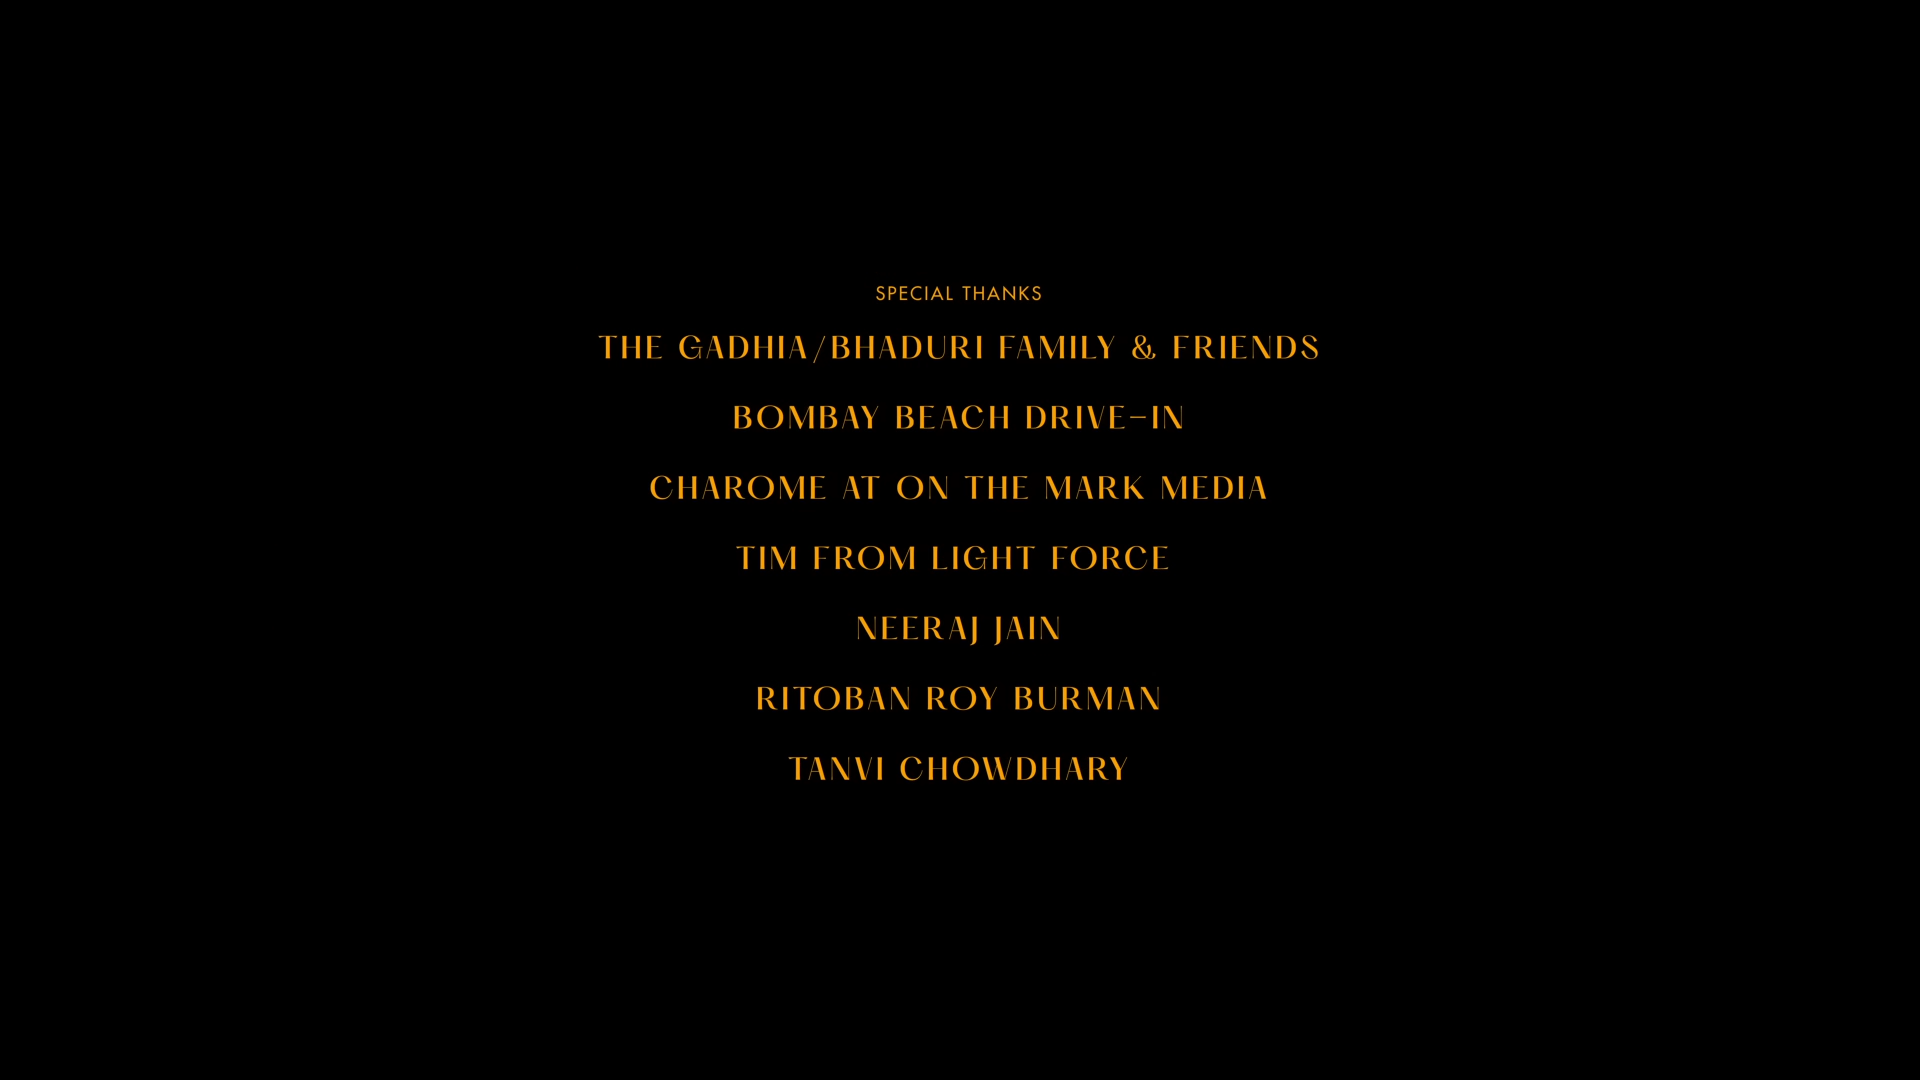 SPECIAL THANKS
THE GADHIA/BHADURI FAMILY & FRIENDS
BOMBAY BEACH DRIVE-IN
CHAROME AT ON THE MARK MEDIA
TIM FROM LIGHT FORCE
NEERAJ JAIN
RITOBAN ROY BURMAN
TANVI CHOWDHARY